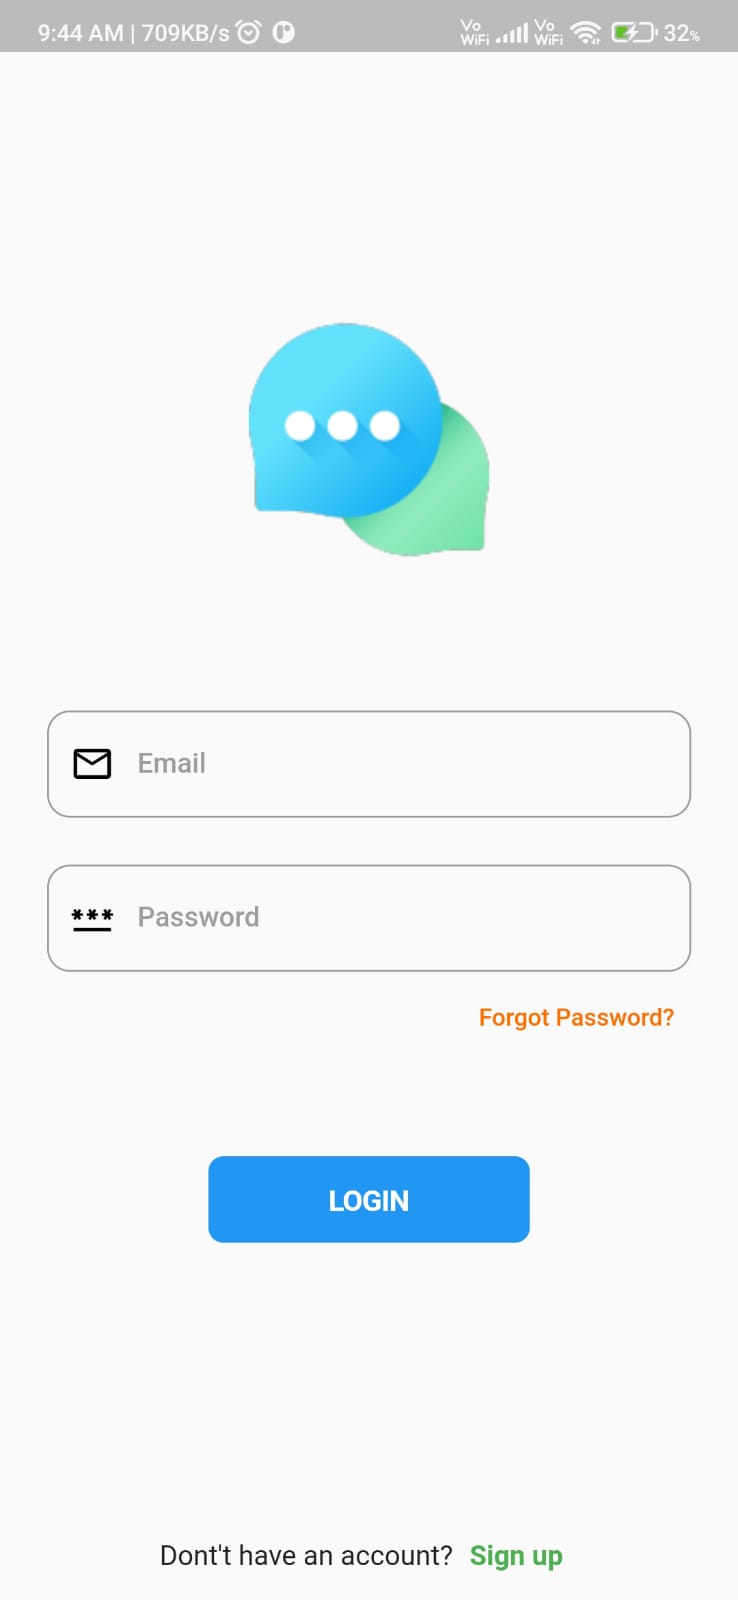 9:44 AM | 709KB/s Vo WiFi Vo WiFi 32%
Email
*** Password
Forgot Password?
LOGIN
Dont't have an account? Sign up